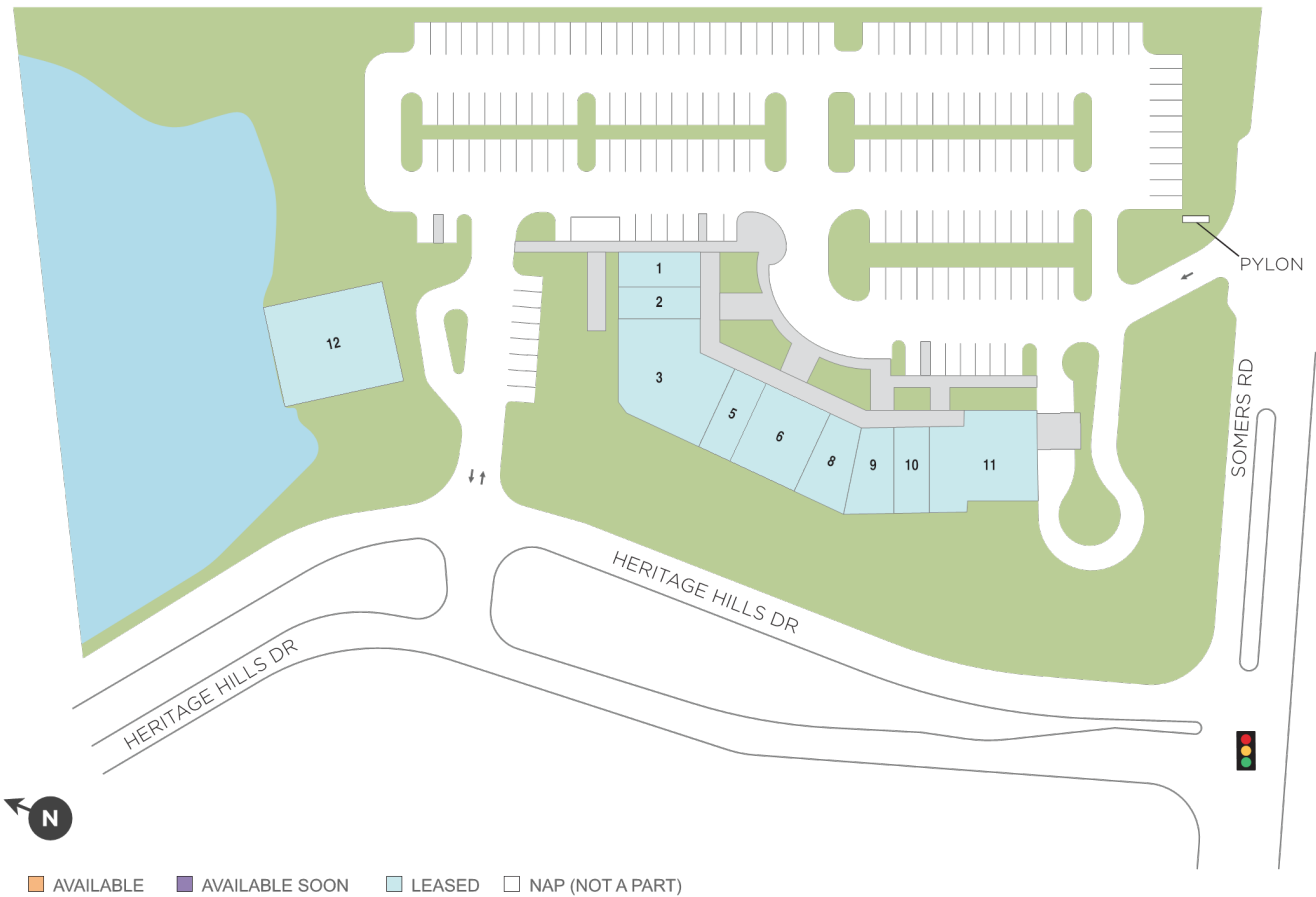 PYLON
1
2
12
3
SOMERS RD
5
6
8
9
10
11
HERITAGE HILLS DR
HERITAGE HILLS DR
N
AVAILABLE
AVAILABLE SOON
LEASED
NAP (NOT A PART)